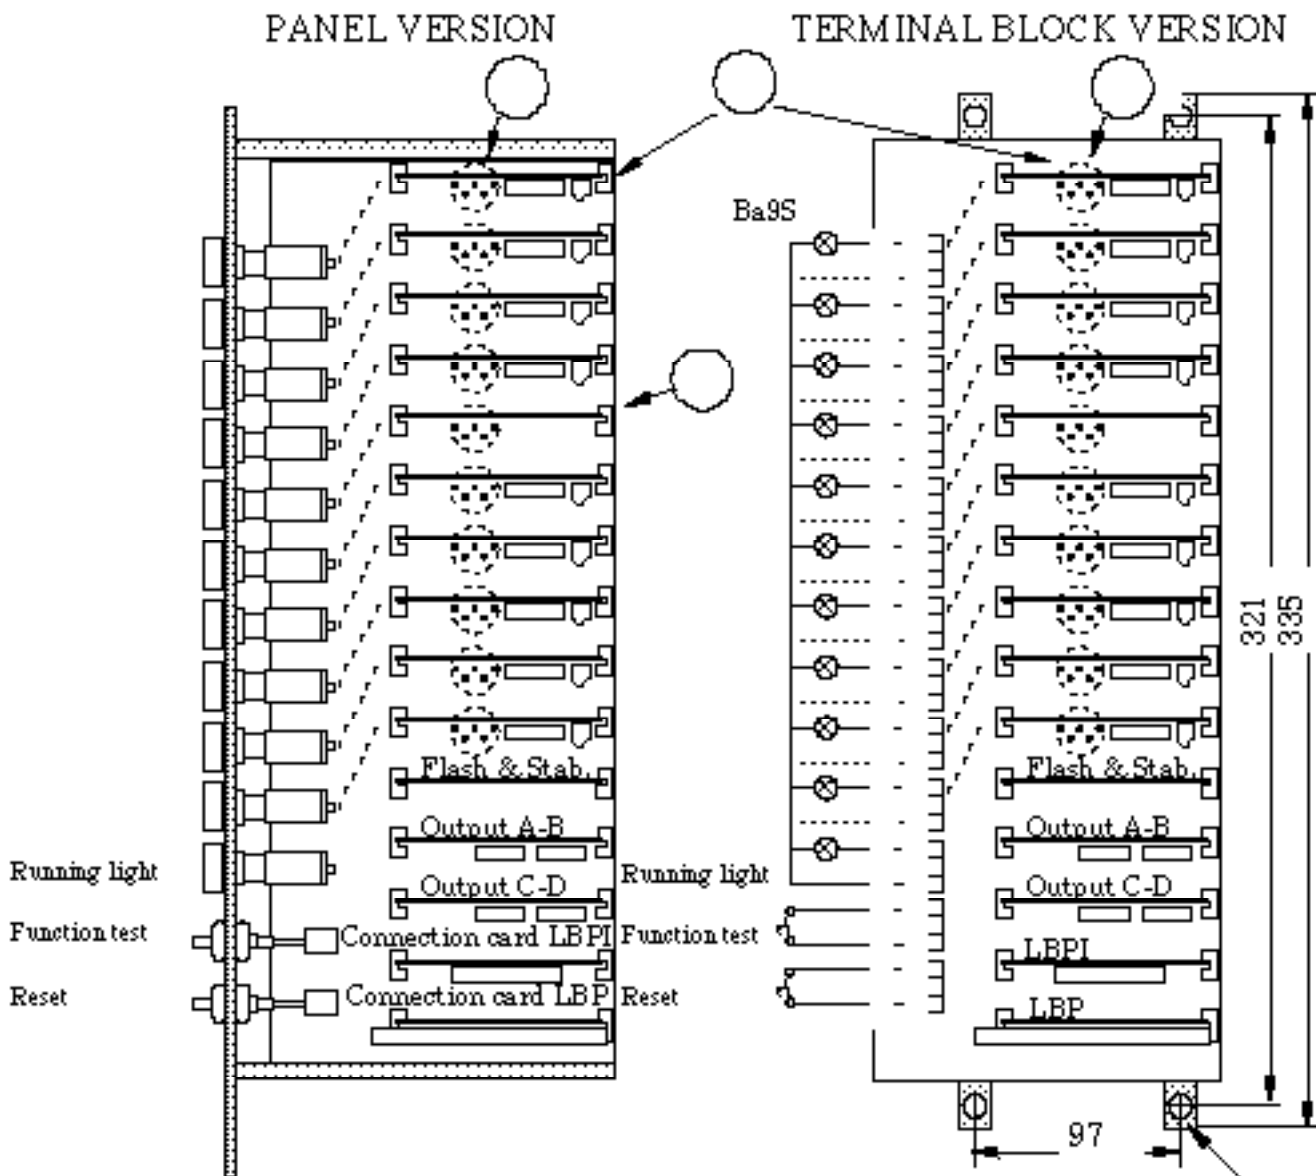 PANEL VERSION
TERMINAL BLOCK VERSION
Ba9S
321
335
Flash & Stab.
Flash & Stab.
Output A-B
Output A-B
Running light
Output C-D
Running light
Output C-D
Function test
Connection card LBPI
Function test
LBPI
Reset
Connection card LBP
Reset
LBP
97